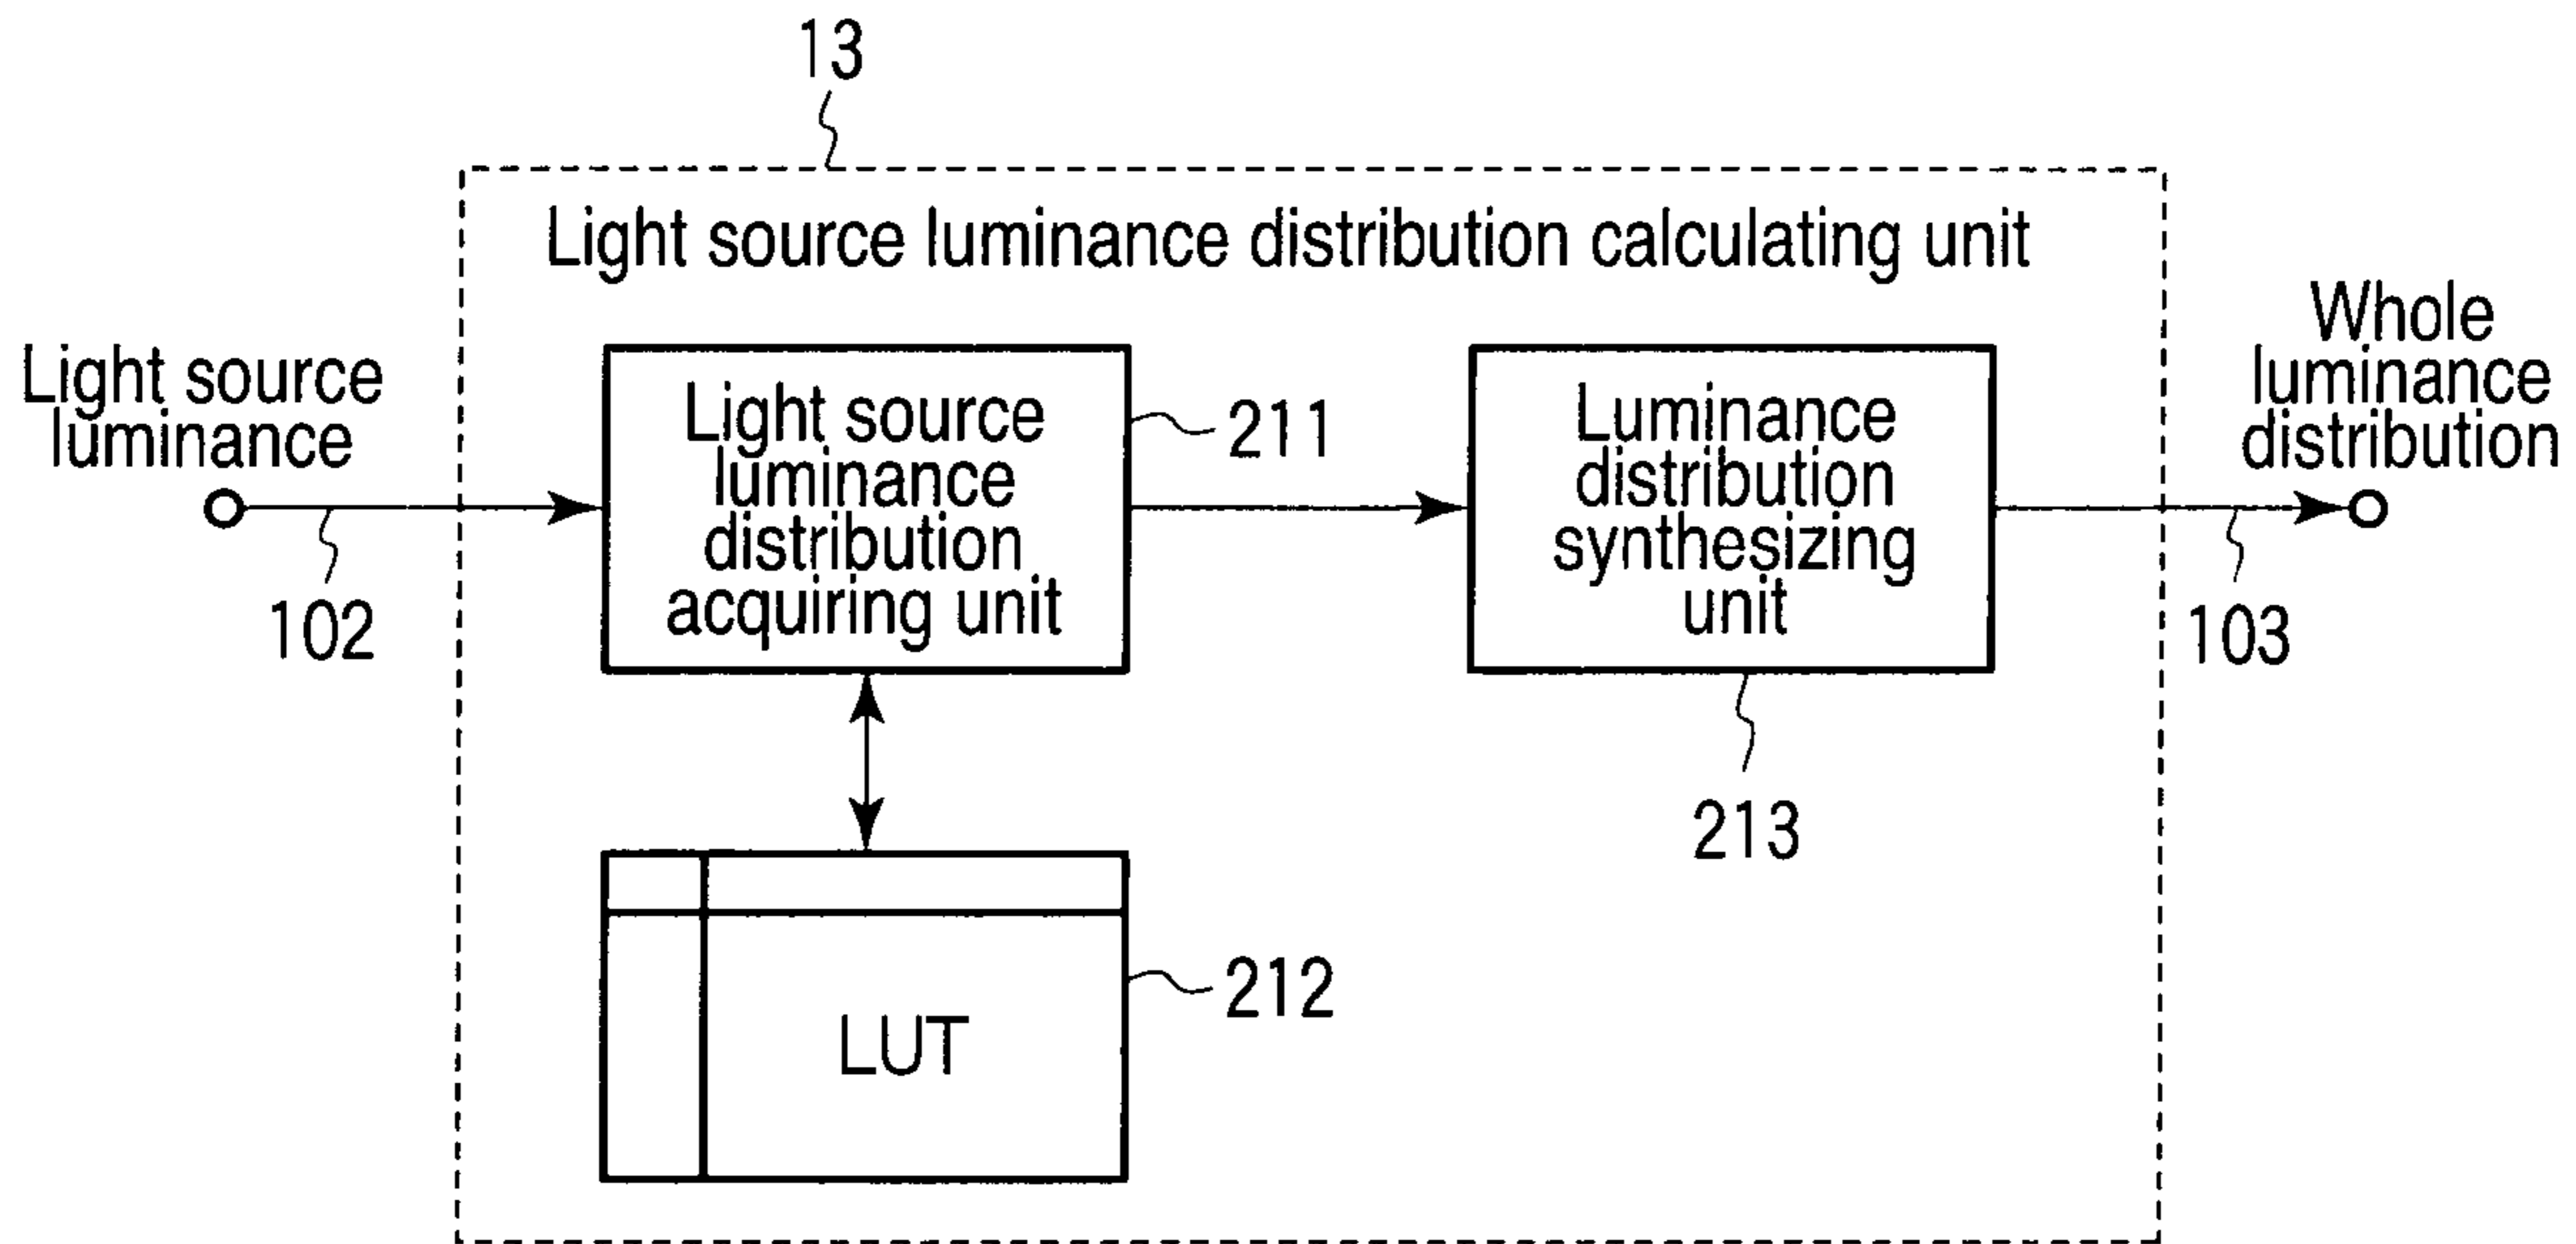 13
Light source luminance distribution calculating unit
Light source
luminance
102
Light source
luminance
distribution
acquiring unit
211
Luminance
distribution
synthesizing
unit
213
Whole
luminance
distribution
103
LUT
212